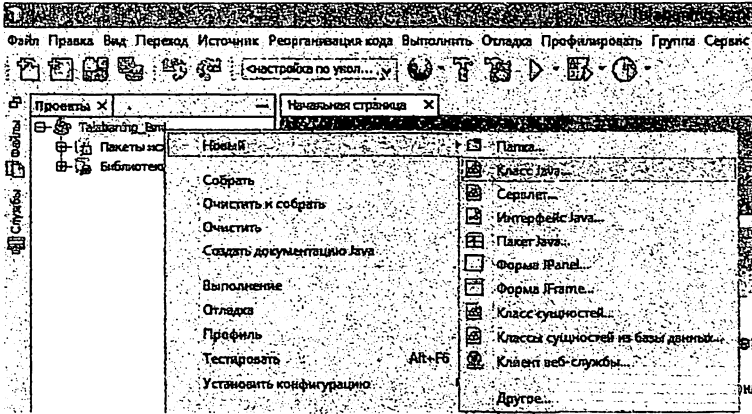 Файл Правка Вид Переход Источник Реорганизация кода Выполнить Отладка Профилировать Группа Сервис
<настройка по умол...
Проекты
Начальная страница
Файлы
Службы
Пакеты
Новый
Собрать
Очистить и собрать
Очистить
Создать документацию Java
Выполнение
Отладка
Профиль
Тестировать Alt+F6
Установить конфигурацию
Папка...
Класс Java...
Сервлет...
Интерфейс Java...
Пакет Java...
Форма JPanel...
Форма JFrame...
Класс сущностей...
Классы сущностей из базы данных...
Клиент веб-службы...
Другое...